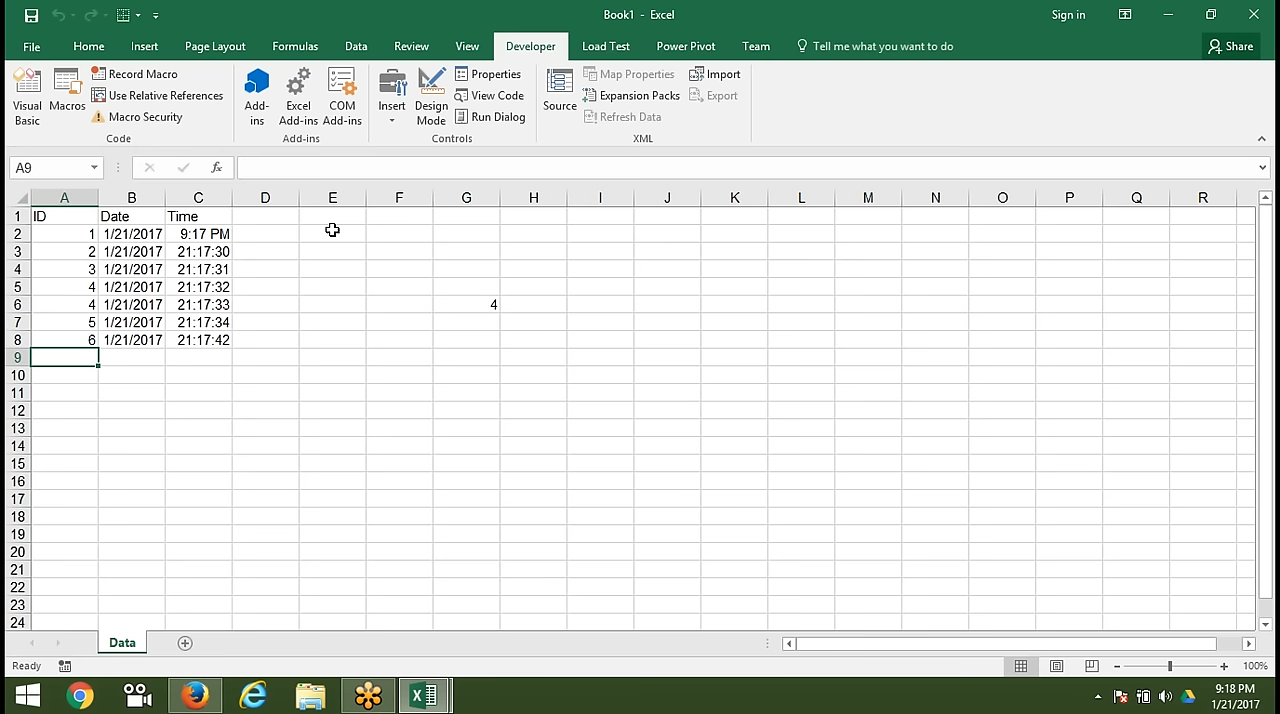 Book1 - Excel
Sign in
File Home Insert Page Layout Formulas Data Review View Developer Load Test Power Pivot Team Tell me what you want to do Share
Visual Basic
Macros
Record Macro
Use Relative References
Macro Security
Code
Add-ins
Excel Add-ins
COM Add-ins
Add-ins
Insert
Design Mode
Properties
View Code
Run Dialog
Controls
Source
Map Properties
Expansion Packs
Refresh Data
Import
Export
XML
A9 fx
A B C D E F G H I J K L M N O P Q R
1 ID Date Time
2 1 1/21/2017 9:17 PM
3 2 1/21/2017 21:17:30
4 3 1/21/2017 21:17:31
5 4 1/21/2017 21:17:32
6 4 1/21/2017 21:17:33 4
7 5 1/21/2017 21:17:34
8 6 1/21/2017 21:17:42
9
10
11
12
13
14
15
16
17
18
19
20
21
22
23
24
Data
Ready 100%
9:18 PM
1/21/2017